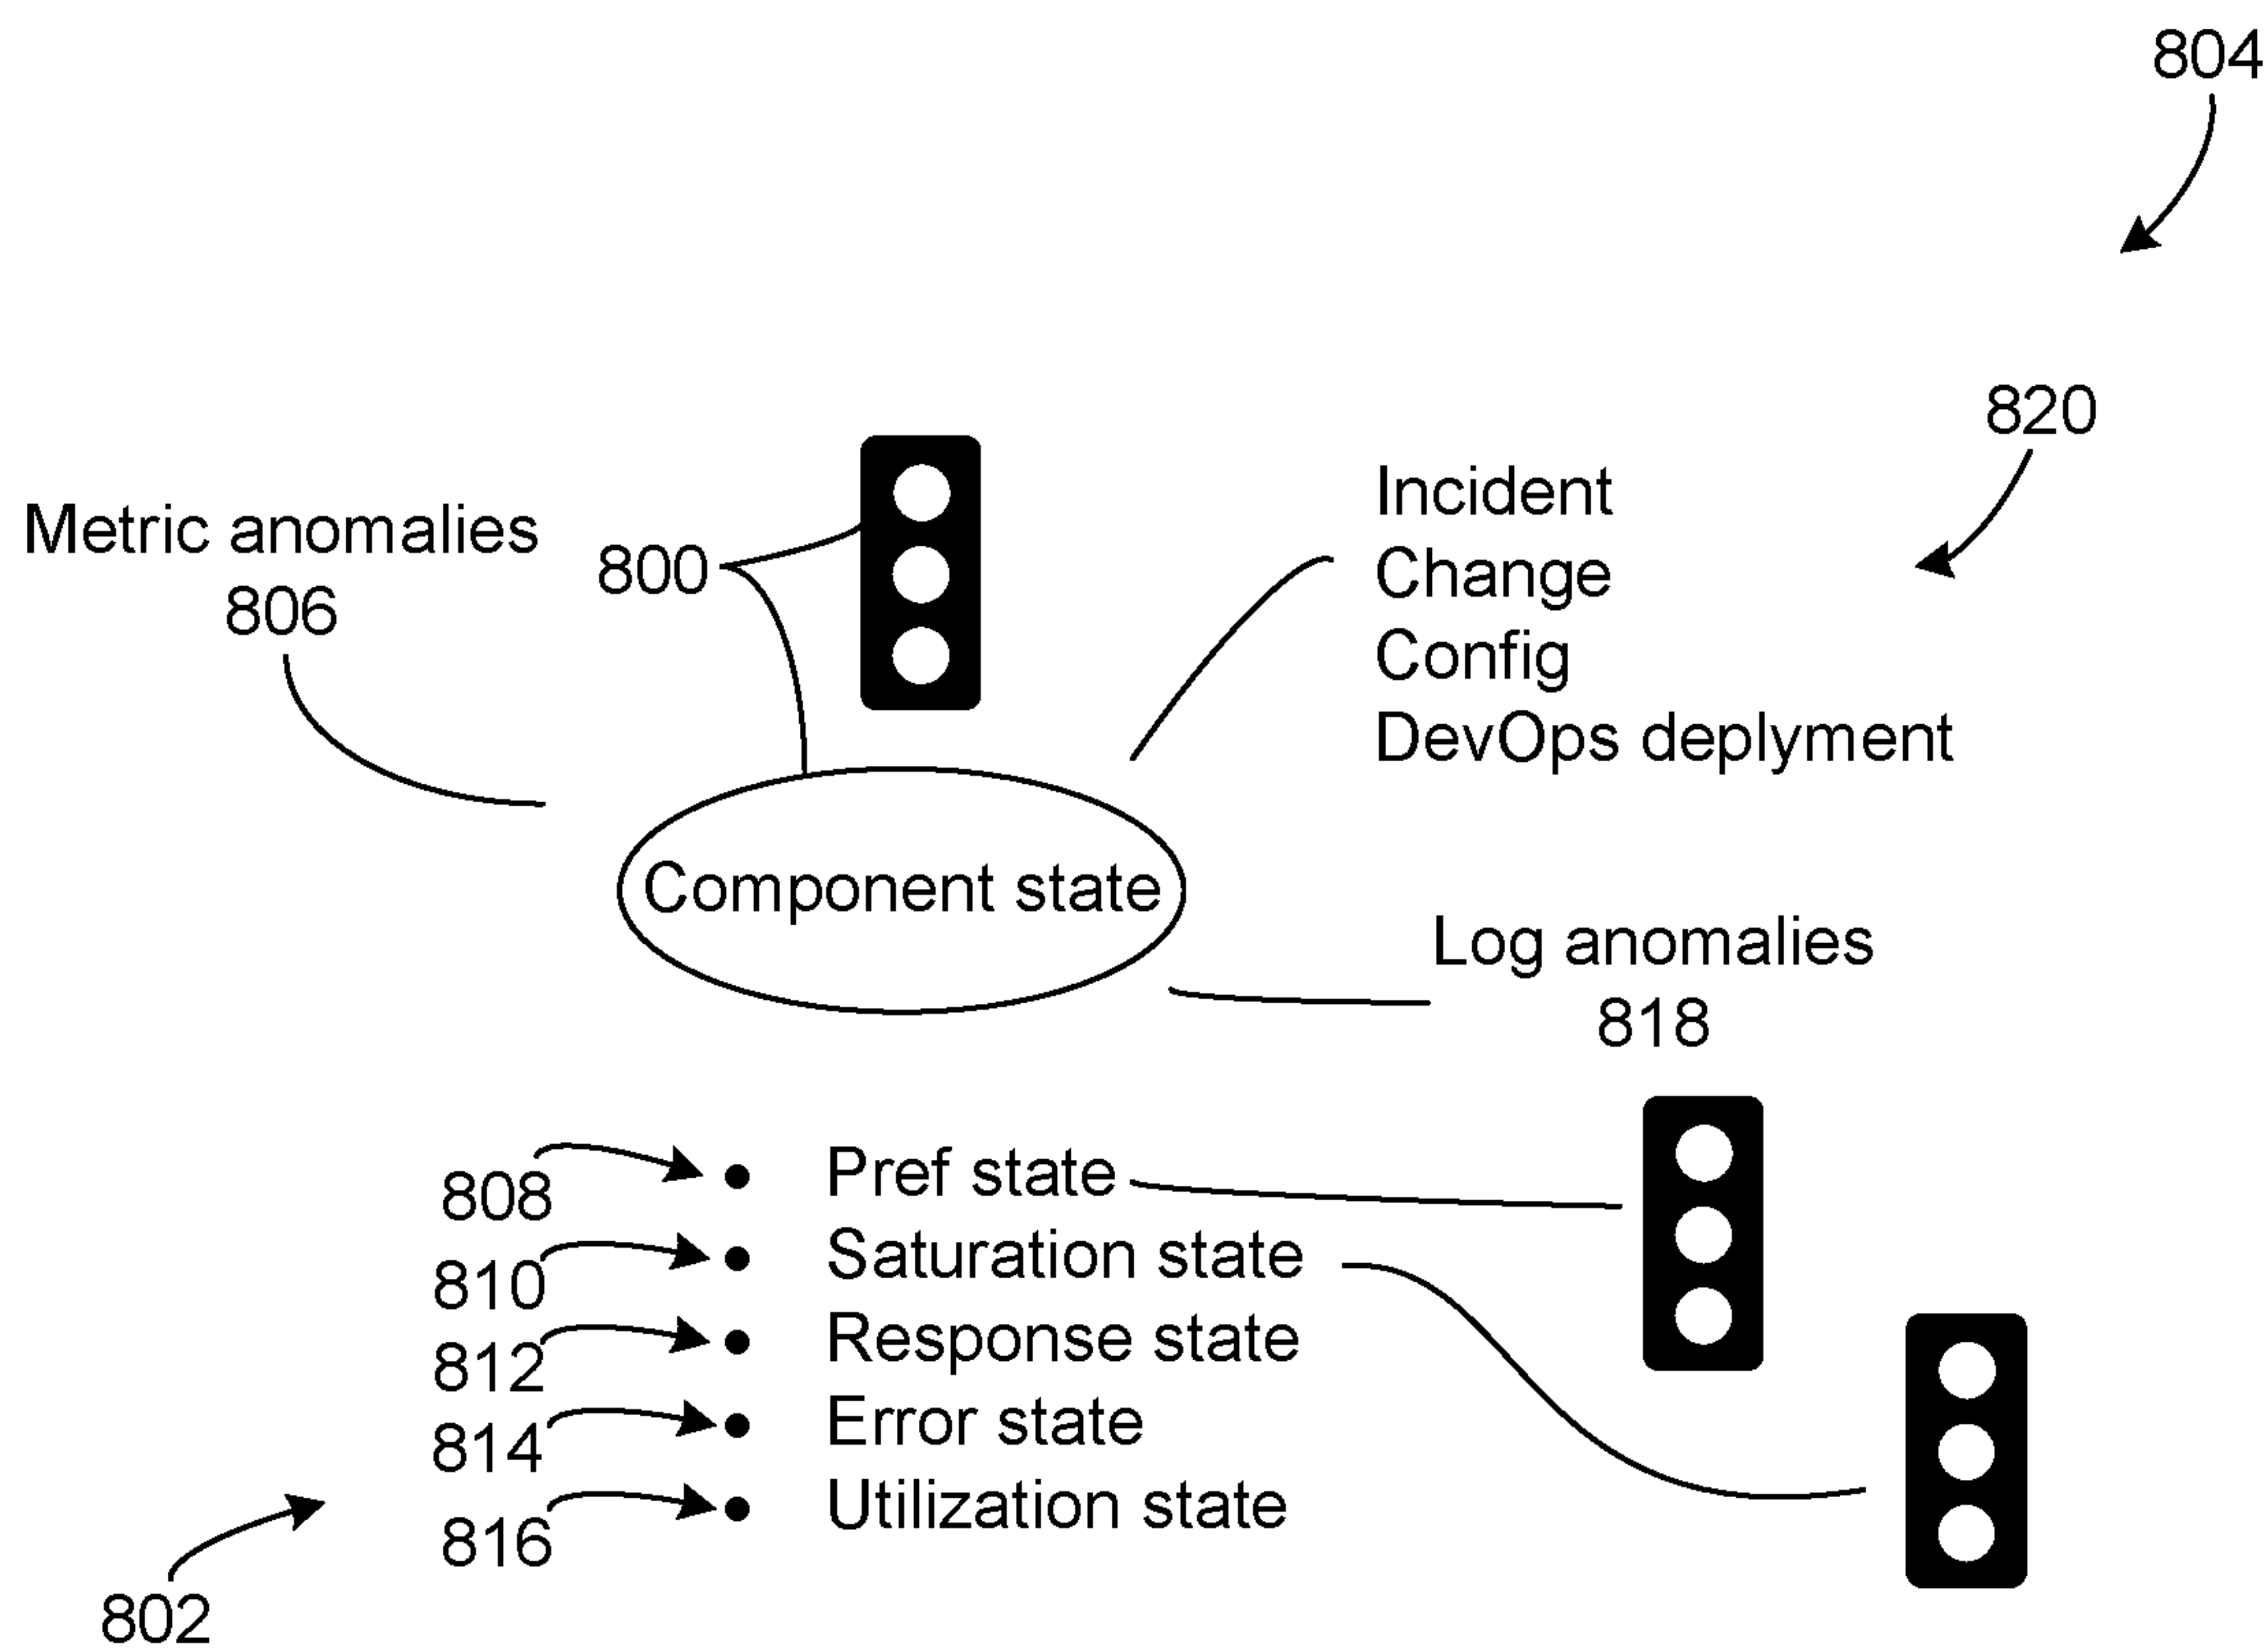 804
820
Metric anomalies
806
800
Incident
Change
Config
DevOps deplyment
Component state
Log anomalies
818
808
Pref state
810
Saturation state
812
Response state
814
Error state
816
Utilization state
802